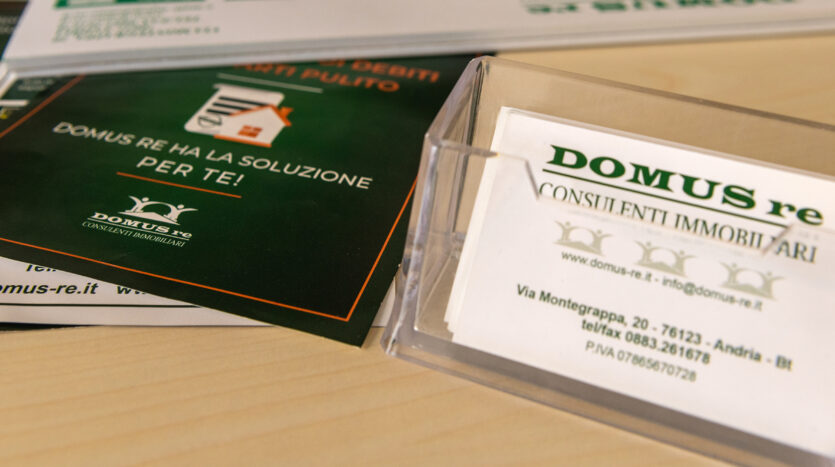 DEBITI
PULITO
DOMUS RE HA LA SOLUZIONE
PER TE!
DOMUS re
CONSULENTI IMMOBILIARI
Tel.
omus-re.it
DOMUS re
CONSULENTI IMMOBILIARI
www.domus-re.it - info@domus-re.it
Via Montegrappa, 20 - 76123 - Andria - Bt
tel/fax 0883.261678
P.IVA 07865670728